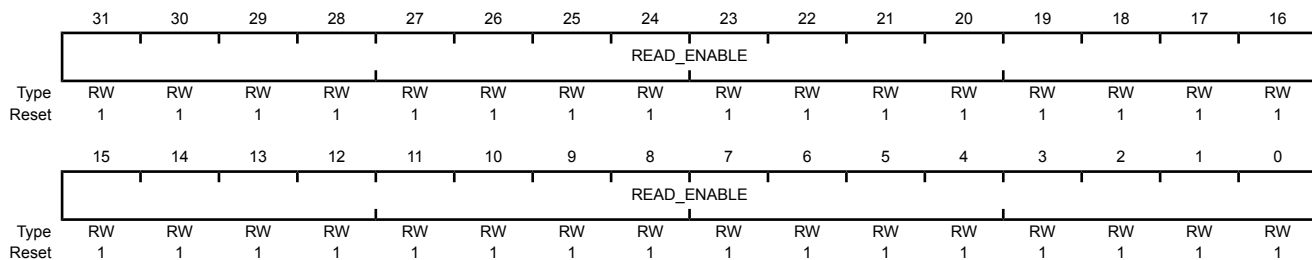 31 30 29 28 27 26 25 24 23 22 21 20 19 18 17 16
READ_ENABLE
Type RW RW RW RW RW RW RW RW RW RW RW RW RW RW RW RW
Reset 1 1 1 1 1 1 1 1 1 1 1 1 1 1 1 1
15 14 13 12 11 10 9 8 7 6 5 4 3 2 1 0
READ_ENABLE
Type RW RW RW RW RW RW RW RW RW RW RW RW RW RW RW RW
Reset 1 1 1 1 1 1 1 1 1 1 1 1 1 1 1 1